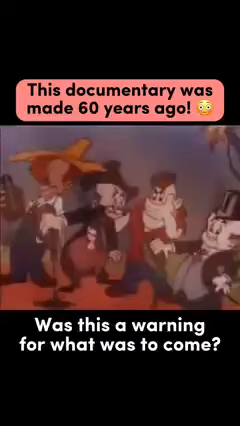 This documentary was
made 60 years ago! 😳
Was this a warning
for what was to come?